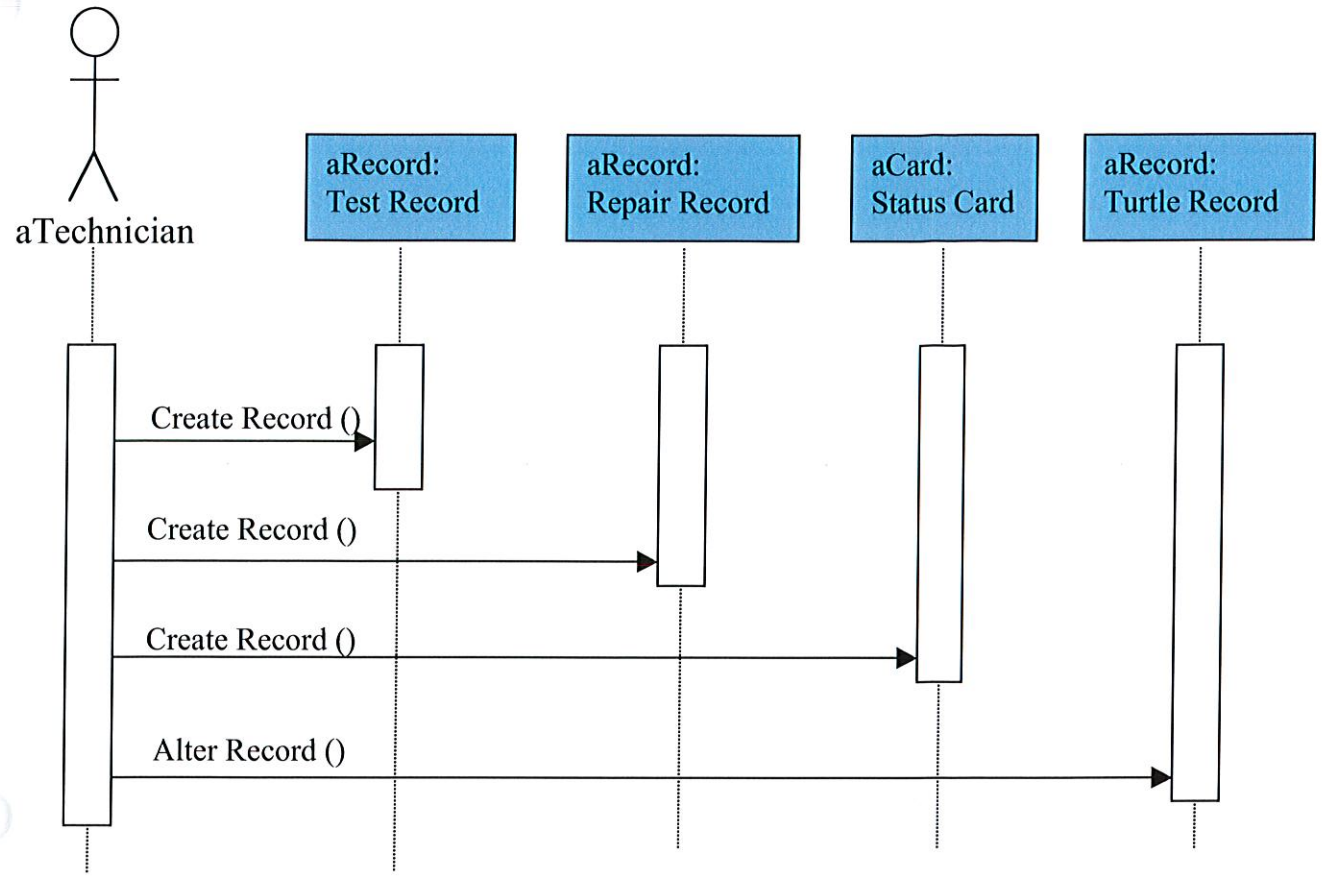 aTechnician
aRecord:
Test Record
aRecord:
Repair Record
aCard:
Status Card
aRecord:
Turtle Record
Create Record ()
Create Record ()
Create Record ()
Alter Record ()